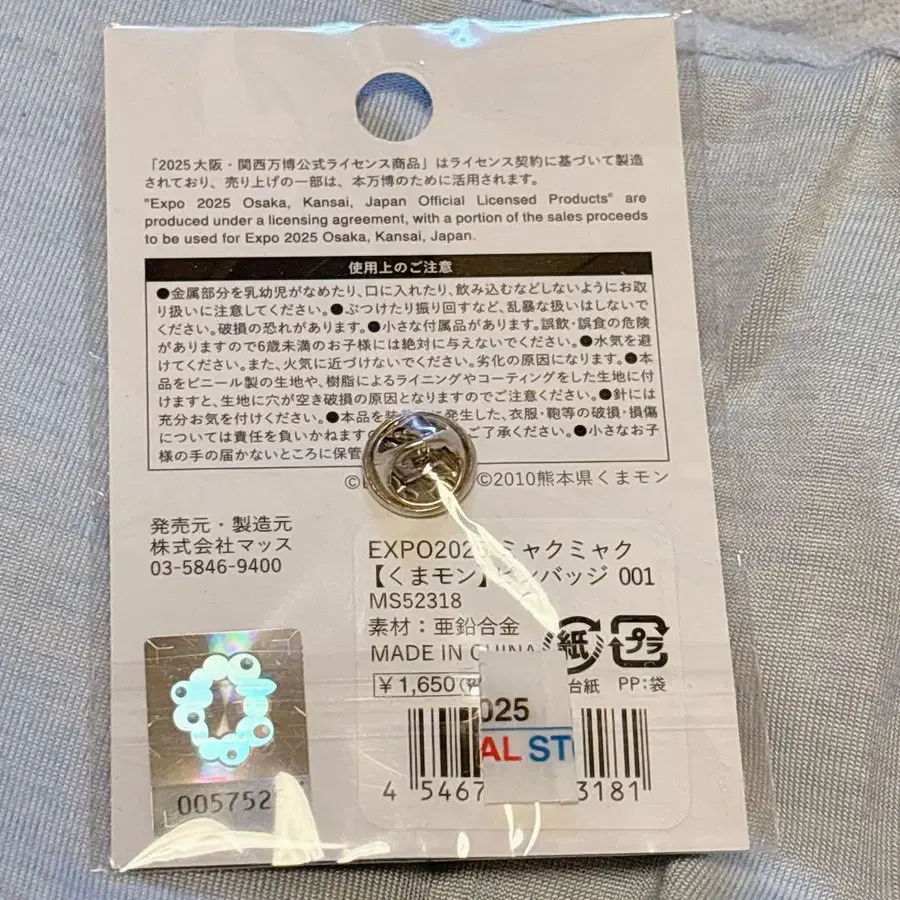 「2025大阪・関西万博公式ライセンス商品」はライセンス契約に基づいて製造
されており、売り上げの一部は、本万博のために活用されます。
"Expo 2025 Osaka, Kansai, Japan Official Licensed Products" are
produced under a licensing agreement, with a portion of the sales proceeds
to be used for Expo 2025 Osaka, Kansai, Japan.
使用上のご注意
●金属部分を乳幼児がなめたり、口に入れたり、飲み込むなどしないようにお取
り扱いに注意してください。●ぶつけたり振り回すなど、乱暴な扱いはしないで
ください。破損の恐れがあります。●小さな付属品があります。誤飲・誤食の危険
がありますので6歳未満のお子様には絶対に与えないでください。●水気を避
けてください。また、火気に近づけないでください。劣化の原因になります。●本
品をビニール製の生地や、樹脂によるライニングやコーティングをした生地に付
けますと、生地に穴が空き破損の原因となりますのでご注意ください。●針には
充分お気を付けください。●本品を装 発生した、衣服・鞄等の破損・損傷
については責任を負いかねます ご了承ください。●小さなお子
様の手の届かないところに保管
© ©2010熊本県くまモン
発売元・製造元
株式会社マッス
03-5846-9400
EXPO2025 ミャクミャク
【くまモン】ピンバッジ 001
MS52318
素材：亜鉛合金
MADE IN CHINA
紙 プラ
台紙 PP:袋
¥1,650
025
AL ST
4 5467 3181
005752